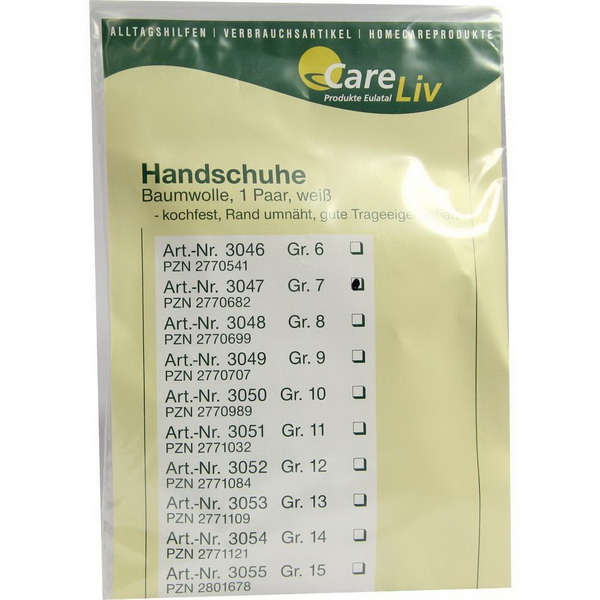 ALLTAGSHILFEN | VERBRAUCHSARTIKEL | HOMECAREPRODUKTE
Care Liv
Produkte Eulatal
Handschuhe
Baumwolle, 1 Paar, weiß
- kochfest, Rand umnäht, gute
Art.-Nr. 3046 Gr. 6
PZN 2770541
Art.-Nr. 3047 Gr. 7
PZN 2770682
Art.-Nr. 3048 Gr. 8
PZN 2770699
Art.-Nr. 3049 Gr. 9
PZN 2770707
Art.-Nr. 3050 Gr. 10
PZN 2770989
Art.-Nr. 3051 Gr. 11
PZN 2771032
Art.-Nr. 3052 Gr. 12
PZN 2771084
Art.-Nr. 3053 Gr. 13
PZN 2771109
Art.-Nr. 3054 Gr. 14
PZN 2771121
Art.-Nr. 3055 Gr. 15
PZN 2801678